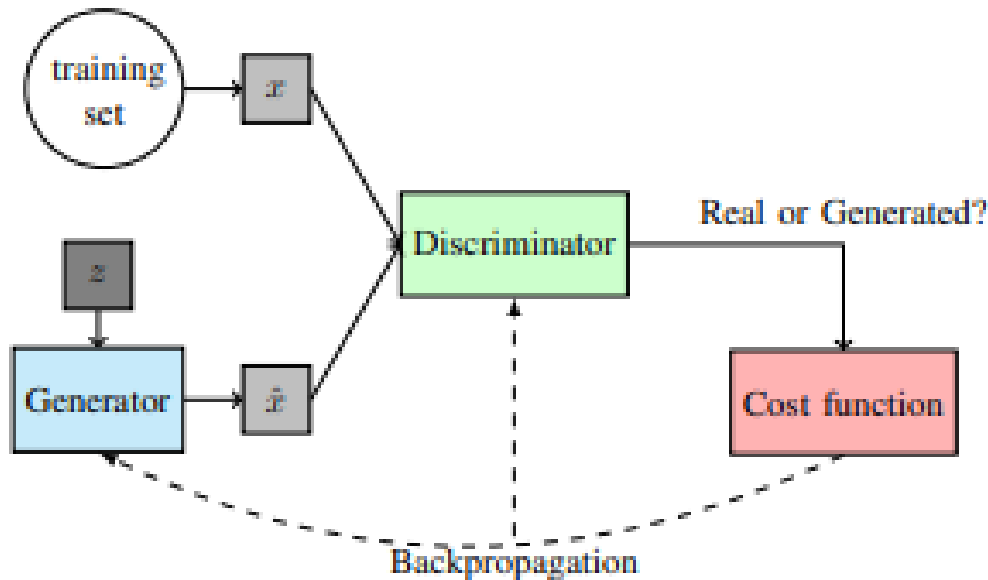 training
set
x
Real or Generated?
Discriminator
z
Generator
x̂
Cost function
Backpropagation